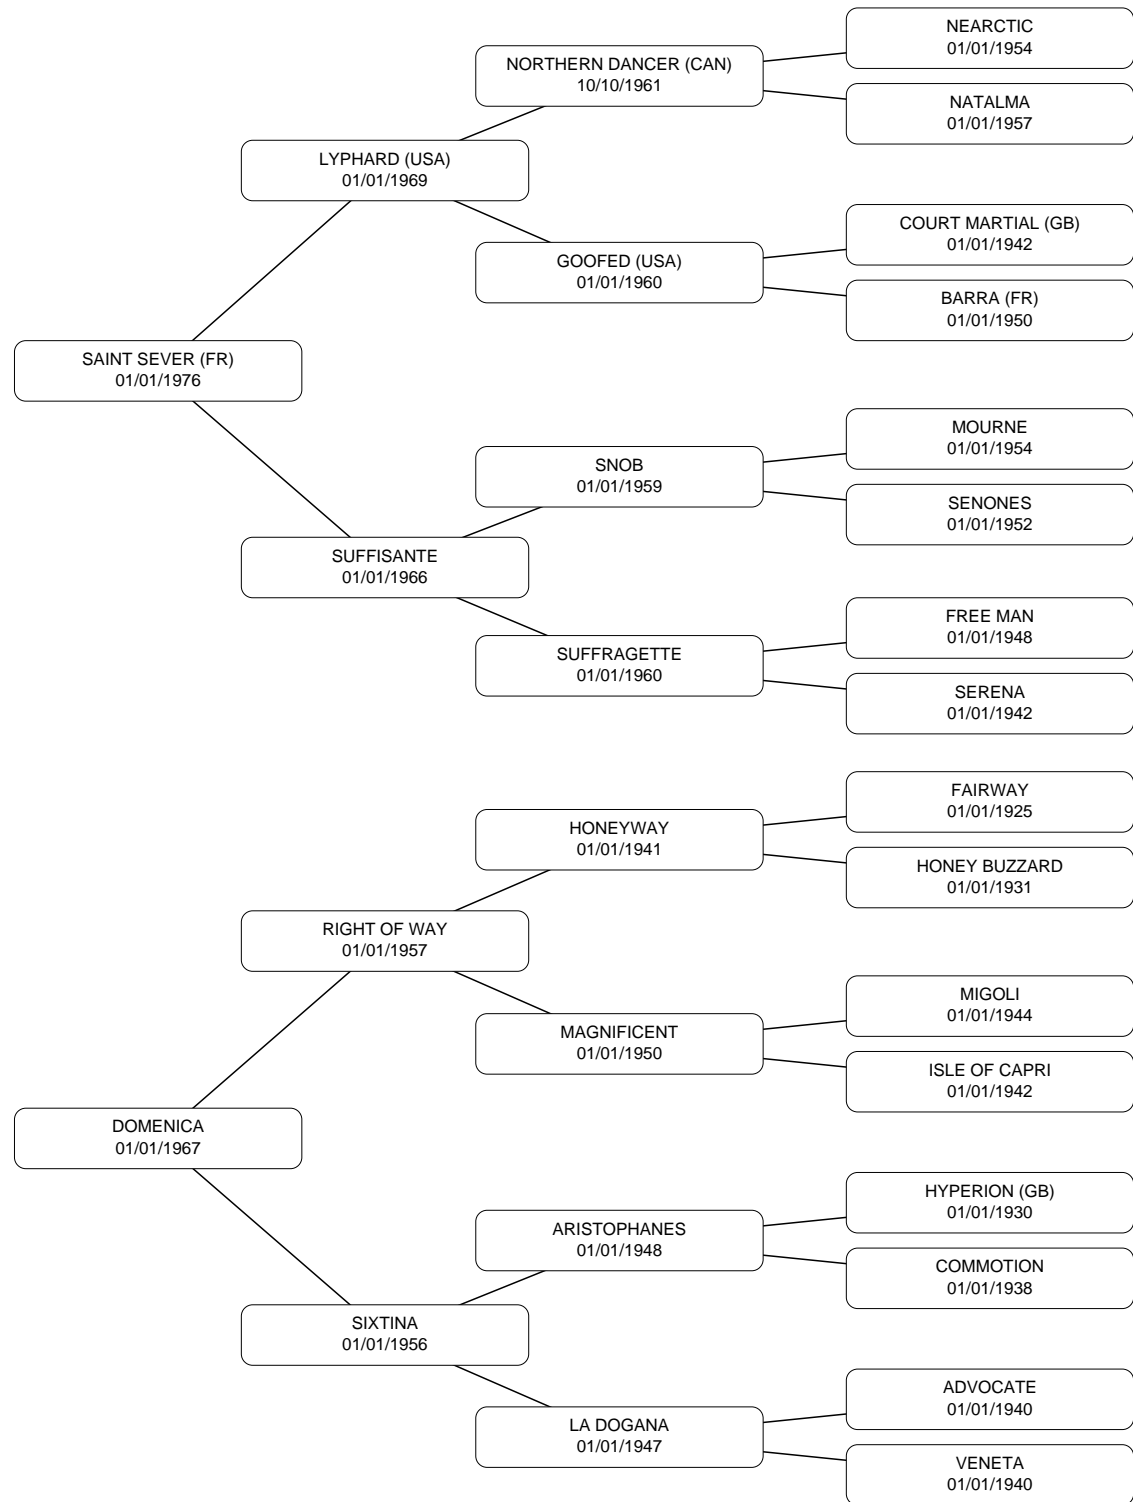 NEARCTIC
01/01/1954
NORTHERN DANCER (CAN)
10/10/1961
NATALMA
01/01/1957
LYPHARD (USA)
01/01/1969
COURT MARTIAL (GB)
01/01/1942
GOOFED (USA)
01/01/1960
BARRA (FR)
01/01/1950
SAINT SEVER (FR)
01/01/1976
MOURNE
01/01/1954
SNOB
01/01/1959
SENONES
01/01/1952
SUFFISANTE
01/01/1966
FREE MAN
01/01/1948
SUFFRAGETTE
01/01/1960
SERENA
01/01/1942
FAIRWAY
01/01/1925
HONEYWAY
01/01/1941
HONEY BUZZARD
01/01/1931
RIGHT OF WAY
01/01/1957
MIGOLI
01/01/1944
MAGNIFICENT
01/01/1950
ISLE OF CAPRI
01/01/1942
DOMENICA
01/01/1967
HYPERION (GB)
01/01/1930
ARISTOPHANES
01/01/1948
COMMOTION
01/01/1938
SIXTINA
01/01/1956
ADVOCATE
01/01/1940
LA DOGANA
01/01/1947
VENETA
01/01/1940